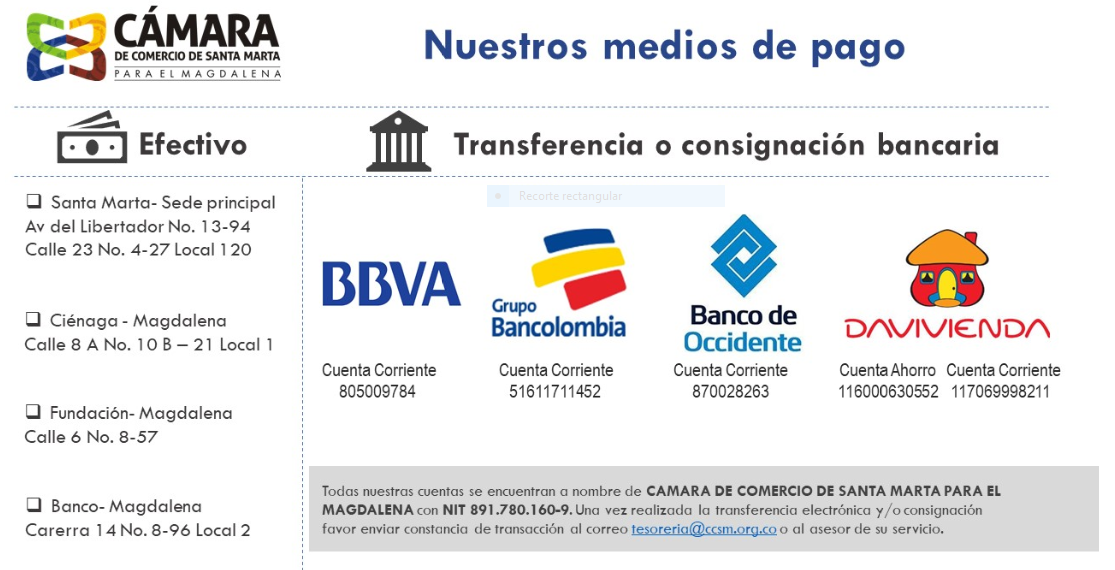 CÁMARA
DE COMERCIO DE SANTA MARTA
PARA EL MAGDALENA
Nuestros medios de pago
Efectivo
Transferencia o consignación bancaria
Recorte rectangular
Santa Marta- Sede principal
Av del Libertador No. 13-94
Calle 23 No. 4-27 Local 120
Ciénaga - Magdalena
Calle 8 A No. 10 B – 21 Local 1
Fundación- Magdalena
Calle 6 No. 8-57
Banco- Magdalena
Carerra 14 No. 8-96 Local 2
BBVA
Cuenta Corriente
805009784
Grupo
Bancolombia
Cuenta Corriente
51611711452
Banco de
Occidente
Cuenta Corriente
870028263
DAVIVIENDA
Cuenta Ahorro Cuenta Corriente
116000630552 117069998211
Todas nuestras cuentas se encuentran a nombre de CAMARA DE COMERCIO DE SANTA MARTA PARA EL
MAGDALENA con NIT 891.780.160-9. Una vez realizada la transferencia electrónica y/o consignación
favor enviar constancia de transacción al correo tesoreria@ccsm.org.co o al asesor de su servicio.